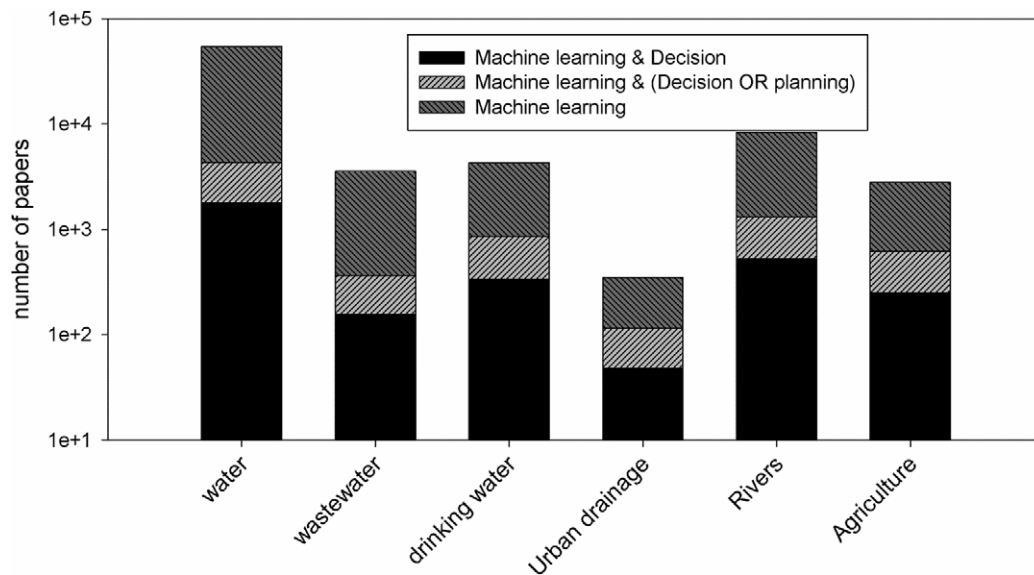 1e+5
1e+4
1e+3
1e+2
1e+1
number of papers
Machine learning & Decision
Machine learning & (Decision OR planning)
Machine learning
water
wastewater
drinking water
Urban drainage
Rivers
Agriculture